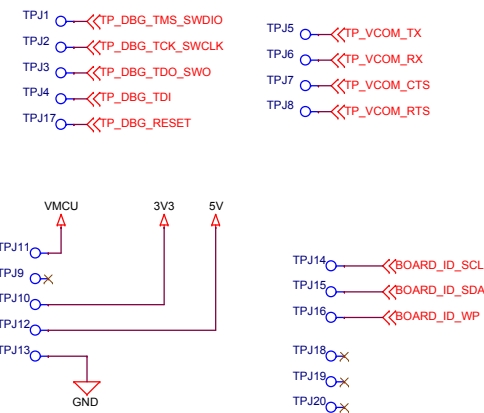 TPJ1 TP_DBG_TMS_SWDIO
TPJ2 TP_DBG_TCK_SWCLK
TPJ3 TP_DBG_TDO_SWO
TPJ4 TP_DBG_TDI
TPJ17 TP_DBG_RESET
TPJ5 TP_VCOM_TX
TPJ6 TP_VCOM_RX
TPJ7 TP_VCOM_CTS
TPJ8 TP_VCOM_RTS
VMCU 3V3 5V
TPJ11
TPJ9
TPJ10
TPJ12
TPJ13
GND
TPJ14 BOARD_ID_SCL
TPJ15 BOARD_ID_SDA
TPJ16 BOARD_ID_WP
TPJ18
TPJ19
TPJ20